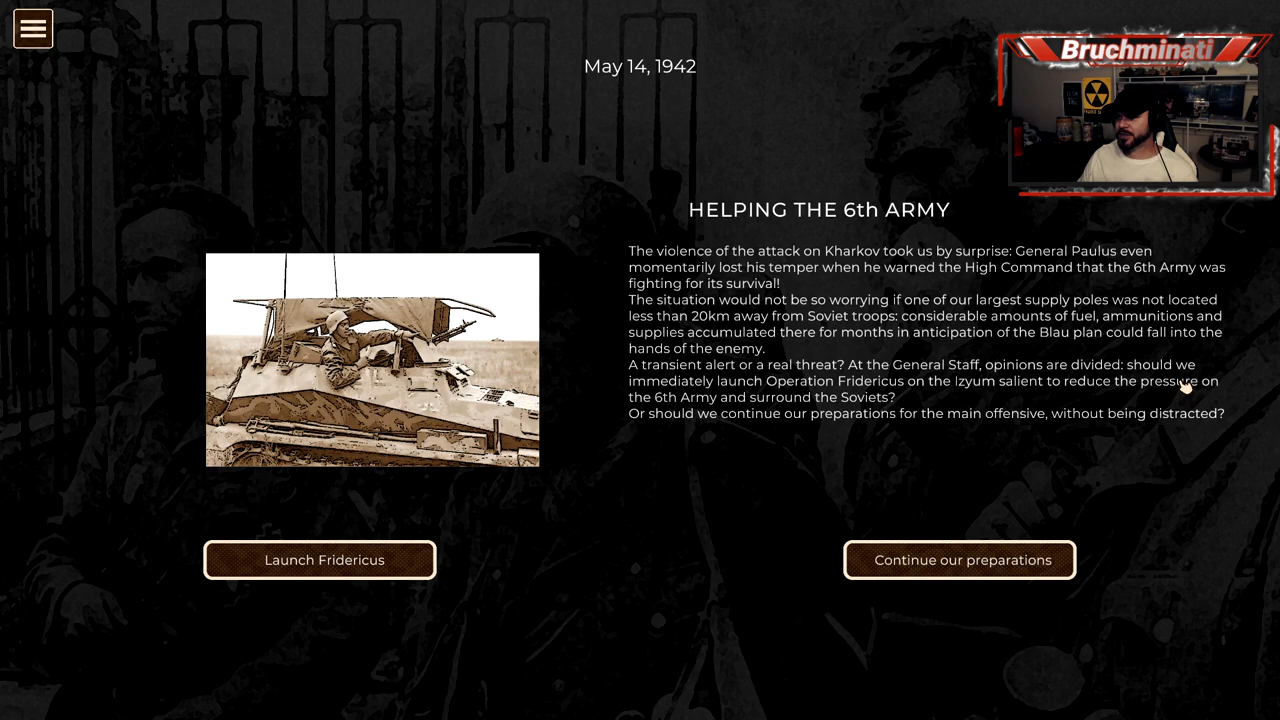 May 14, 1942
Bruchminati
HELPING THE 6th ARMY
The violence of the attack on Kharkov took us by surprise: General Paulus even
momentarily lost his temper when he warned the High Command that the 6th Army was
fighting for its survival!
The situation would not be so worrying if one of our largest supply poles was not located
less than 20km away from Soviet troops: considerable amounts of fuel, ammunitions and
supplies accumulated there for months in anticipation of the Blau plan could fall into the
hands of the enemy.
A transient alert or a real threat? At the General Staff, opinions are divided: should we
immediately launch Operation Fridericus on the Izyum salient to reduce the pressure on
the 6th Army and surround the Soviets?
Or should we continue our preparations for the main offensive, without being distracted?
Launch Fridericus
Continue our preparations